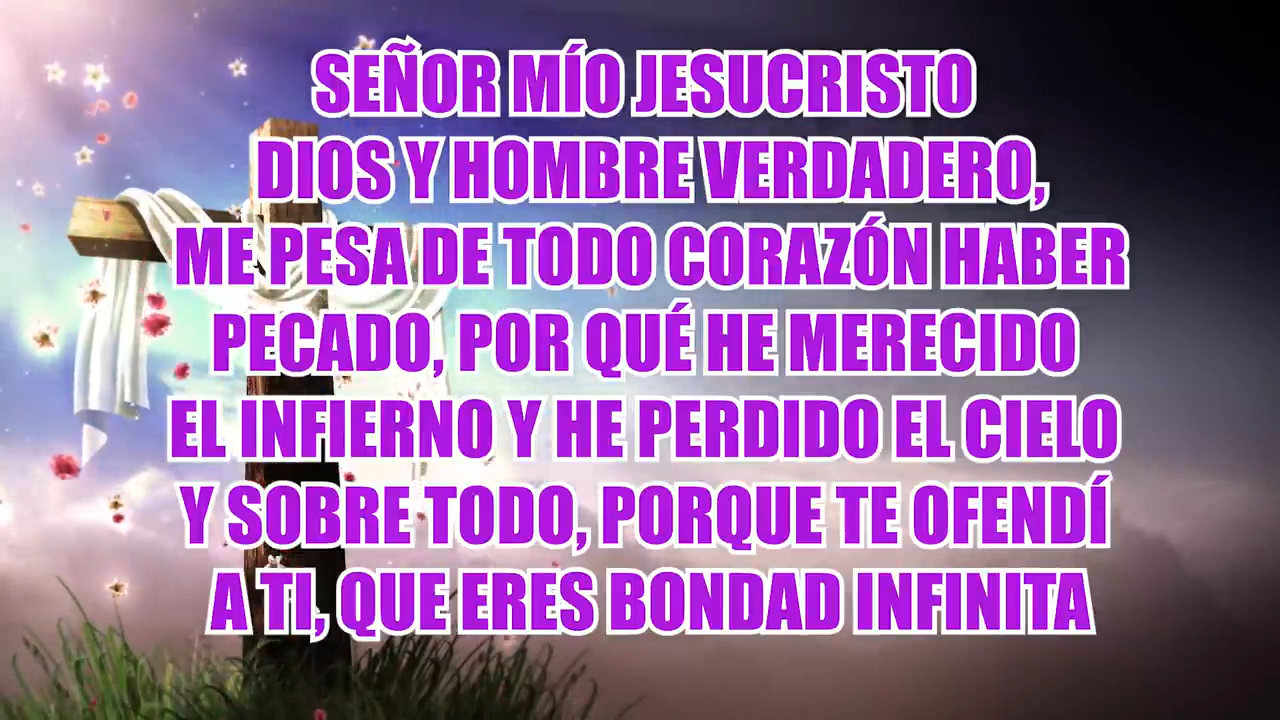 SEÑOR MÍO JESUCRISTO
DIOS Y HOMBRE VERDADERO,
ME PESA DE TODO CORAZÓN HABER
PECADO, POR QUÉ HE MERECIDO
EL INFIERNO Y HE PERDIDO EL CIELO
Y SOBRE TODO, PORQUE TE OFENDÍ
A TI, QUE ERES BONDAD INFINITA